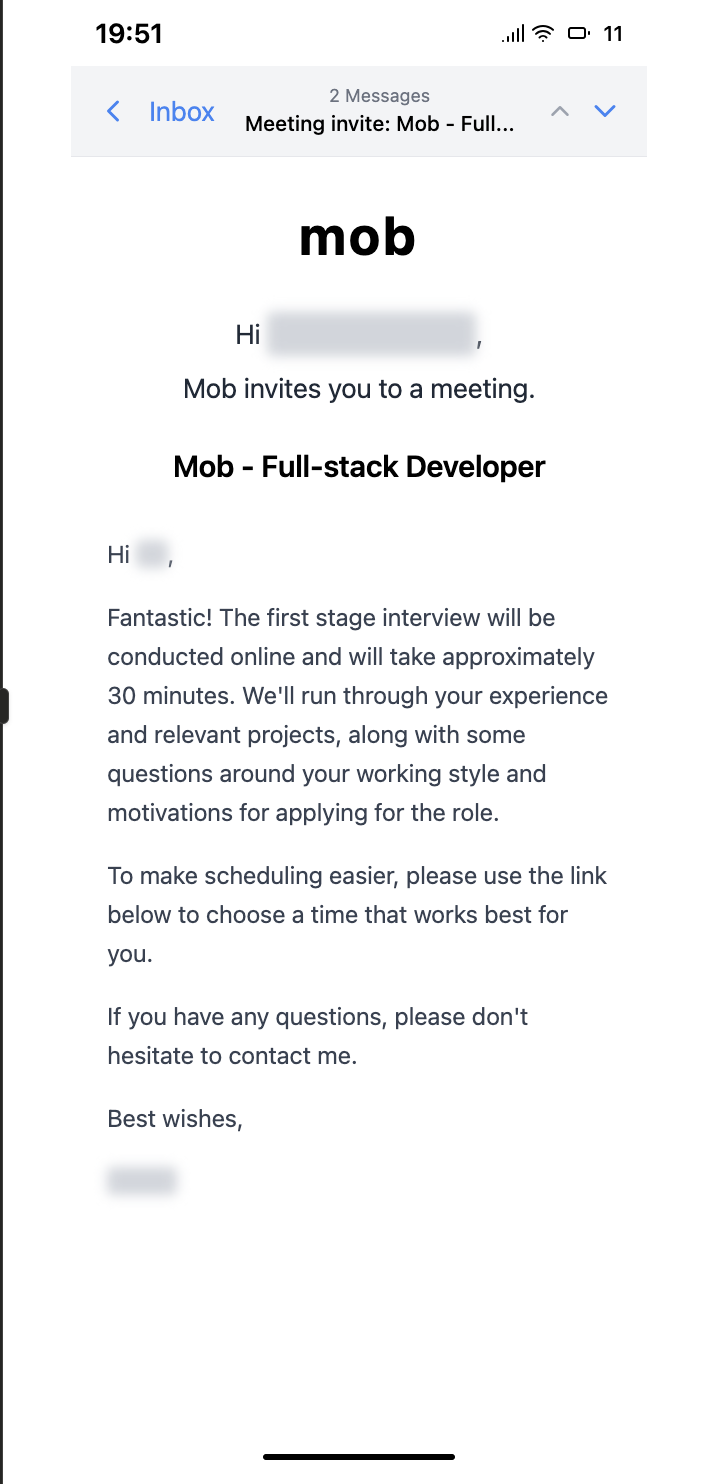 19:51
11
Inbox
2 Messages
Meeting invite: Mob - Full...
mob
Hi ,
Mob invites you to a meeting.
Mob - Full-stack Developer
Hi ,
Fantastic! The first stage interview will be
conducted online and will take approximately
30 minutes. We'll run through your experience
and relevant projects, along with some
questions around your working style and
motivations for applying for the role.
To make scheduling easier, please use the link
below to choose a time that works best for
you.
If you have any questions, please don't
hesitate to contact me.
Best wishes,